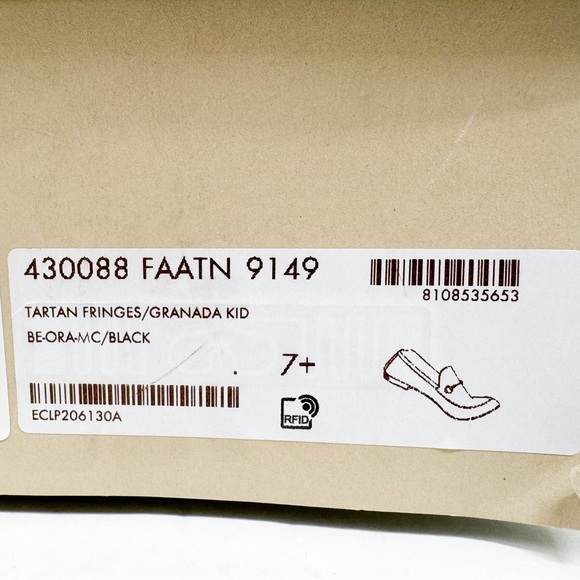 430088 FAATN 9149
8108535653
TARTAN FRINGES/GRANADA KID
BE-ORA-MC/BLACK
7+
ECLP206130A
RFID